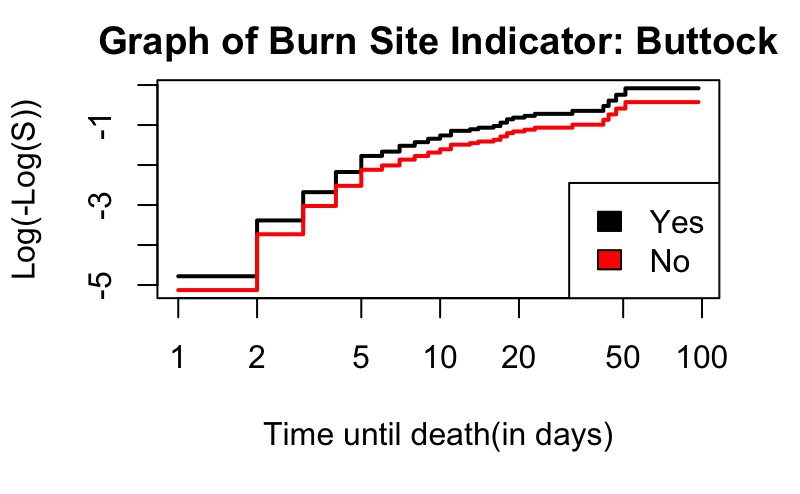 Graph of Burn Site Indicator: Buttock
Log(-Log(S))
-1
-3
-5
Yes
No
1 2 5 10 20 50 100
Time until death(in days)